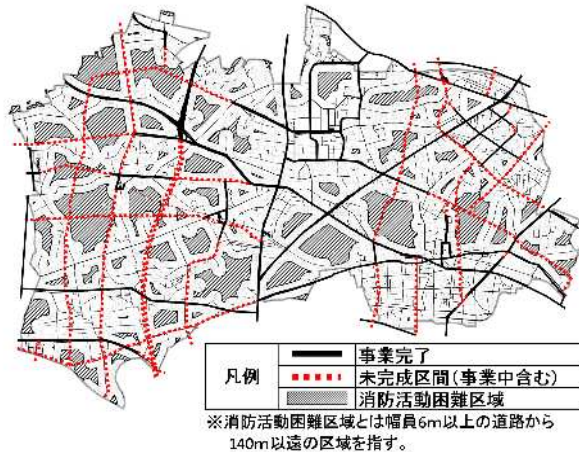 凡例
事業完了
未完成区間(事業中含む)
消防活動困難区域
※消防活動困難区域とは幅員6m以上の道路から
140m以遠の区域を指す。